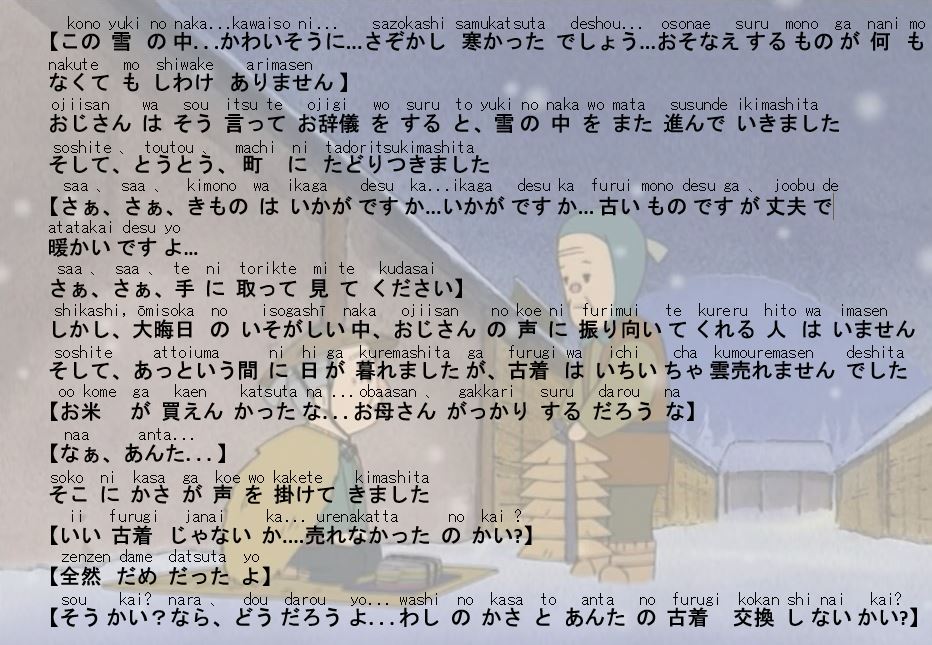 kono yuki no naka...kawaiso ni... sazokashi samukatsuta deshou... osonae suru mono ga nani mo
【この 雪 の 中...かわいそうに...さぞかし 寒かった でしょう...おそなえ する もの が 何 も
nakute mo shiwake arimasen
なくて も しわけ ありません 】
ojiisan wa sou itsu te ojigi wo suru to yuki no naka wo mata susunde ikimashita
おじさん は そう 言って お辞儀 を する と、雪 の 中 を また 進んで いきました
soshite 、 toutou 、 machi ni tadoritsukimashita
そして、とうとう、町 に たどりつきました
saa 、 saa 、 kimono wa ikaga desu ka...ikaga desu ka furui mono desu ga 、 joobu de
【さぁ、さぁ、きもの は いかが です か...いかが です か... 古い もの です が 丈夫 で
atatakai desu yo
暖かい です よ...
saa 、 saa 、 te ni torikte mi te kudasai
さぁ、さぁ、手 に 取って 見 て ください】
shikashi, ōmisoka no isogashī naka、ojiisan no koe ni furimui te kureru hito wa imasen
しかし、大晦日 の いそがしい 中、おじさん の 声 に 振り向い て くれる 人 は いません
soshite attoiuma ni hi ga kuremashita ga furugi wa ichi cha kumouremasen deshita
そして、あっという間 に 日 が 暮れました が、古着 は いちい ちゃ 雲売れません でした
oo kome ga kaen katsuta na ... obaasan 、 gakkari suru darou na
【お米 が 買えん かった な... お母さん がっかり する だろう な】
naa anta...
【なぁ、あんた...】
soko ni kasa ga koe wo kakete kimashita
そこ に かさ が 声 を 掛けて きました
ii furugi janai ka... urenakatta no kai ?
【いい 古着 じゃない か....売れなかった の かい?】
zenzen dame datsuta yo
【全然 だめ だった よ】
sou kai? nara 、 dou darou yo... washi no kasa to anta no furugi kokan shi nai kai?
【そう かい？なら、どう だろう よ...わし の かさ と あんた の 古着 交換 し ない かい?】